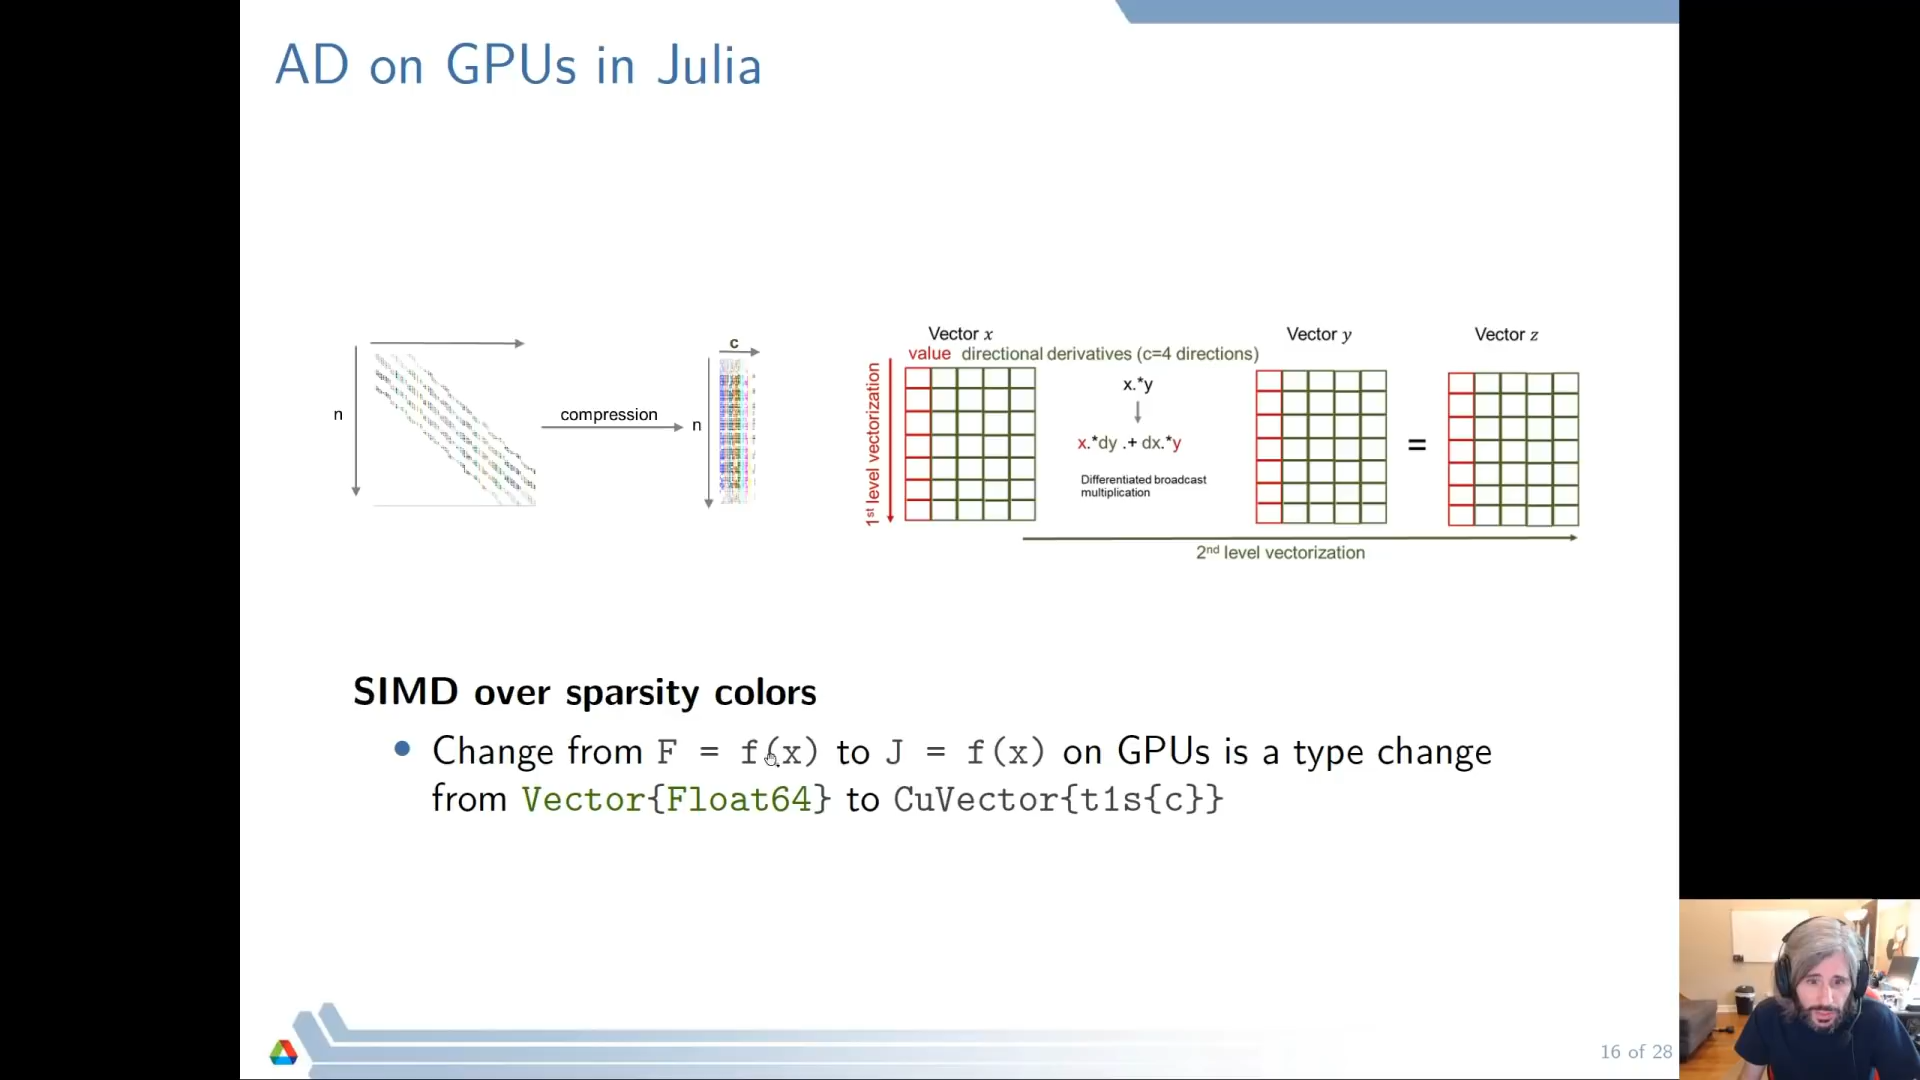 AD on GPUs in Julia
n
compression
c
n
1st level vectorization
Vector x
value directional derivatives (c=4 directions)
x.*y
x.*dy .+ dx.*y
Differentiated broadcast
multiplication
Vector y
=
Vector z
2nd level vectorization
SIMD over sparsity colors
• Change from F = f(x) to J = f(x) on GPUs is a type change
from Vector{Float64} to CuVector{t1s{c}}
16 of 28